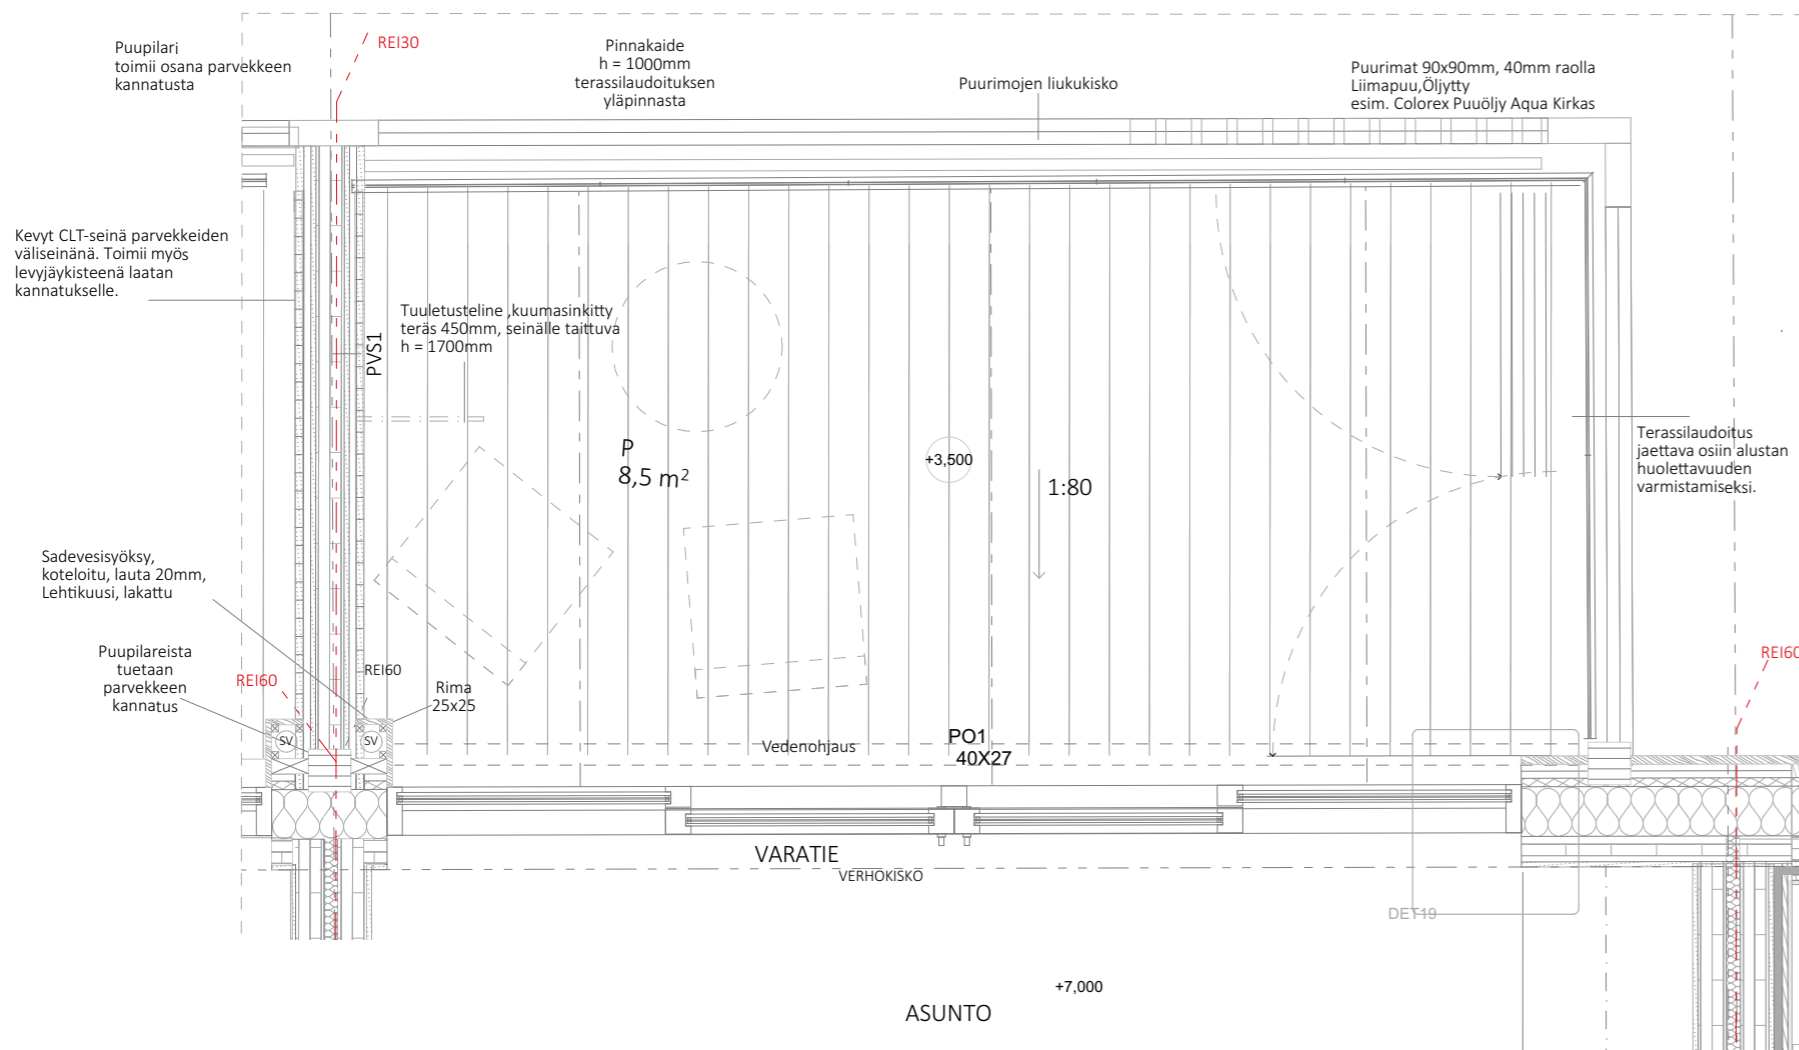 Puupilari
toimii osana parvekkeen
kannatusta
REI30
Pinnakaide
h = 1000mm
terassilaudoituksen
yläpinnasta
Puurimojen liukukisko
Puurimat 90x90mm, 40mm raolla
Liimapuu,Öljytty
esim. Colorex Puuöljy Aqua Kirkas
Kevyt CLT-seinä parvekkeiden
väliseinänä. Toimii myös
levyjäykisteenä laatan
kannatukselle.
Tuuletusteline ,kuumasinkitty
teräs 450mm, seinälle taittuva
h = 1700mm
PVS1
P
8,5 m²
+3,500
1:80
Terassilaudoitus
jaettava osiin alustan
huolettavuuden
varmistamiseksi.
Sadevesisyöksy,
koteloitu, lauta 20mm,
Lehtikuusi, lakattu
Puupilareista
tuetaan
parvekkeen
kannatus
REI60
REI60
Rima
25x25
REI60
SV
SV
Vedenohjaus
PO1
40X27
VARATIE
VERHOKISKO
DET19
+7,000
ASUNTO